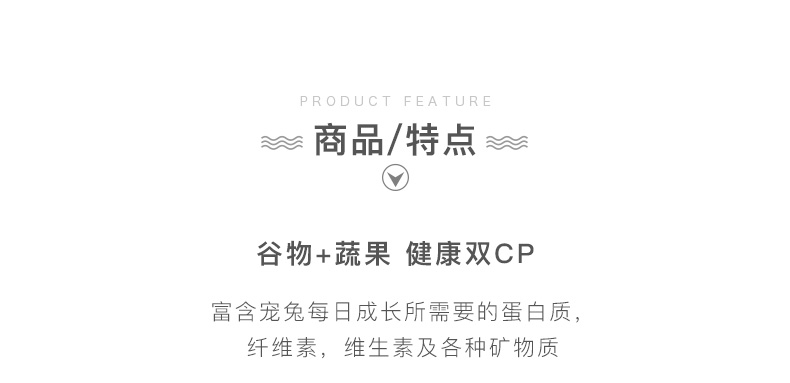 PRODUCT FEATURE
商品/特点
谷物+蔬果 健康双CP
富含宠兔每日成长所需要的蛋白质，
纤维素，维生素及各种矿物质